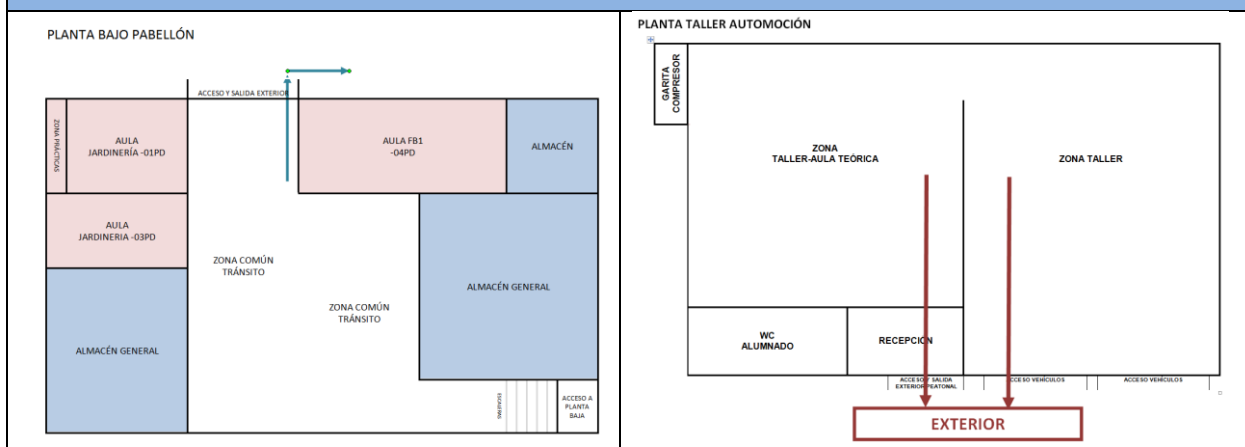 PLANTA BAJO PABELLÓN
ACCESO Y SALIDA EXTERIOR
ZONA PRÁCTICAS
AULA
JARDINERÍA -01PD
AULA FB1
-04PD
ALMACÉN
AULA
JARDINERIA -03PD
ZONA COMÚN
TRÁNSITO
ZONA COMÚN
TRÁNSITO
ALMACÉN GENERAL
ALMACÉN GENERAL
ESCALERAS
ACCESO A
PLANTA
BAJA
PLANTA TALLER AUTOMOCIÓN
GARITA
COMPRESOR
ZONA
TALLER-AULA TEÓRICA
ZONA TALLER
WC
ALUMNADO
RECEPCIÓN
ACCESO Y SALIDA
EXTERIOR PEATONAL
ACCESO VEHÍCULOS
ACCESO VEHÍCULOS
EXTERIOR